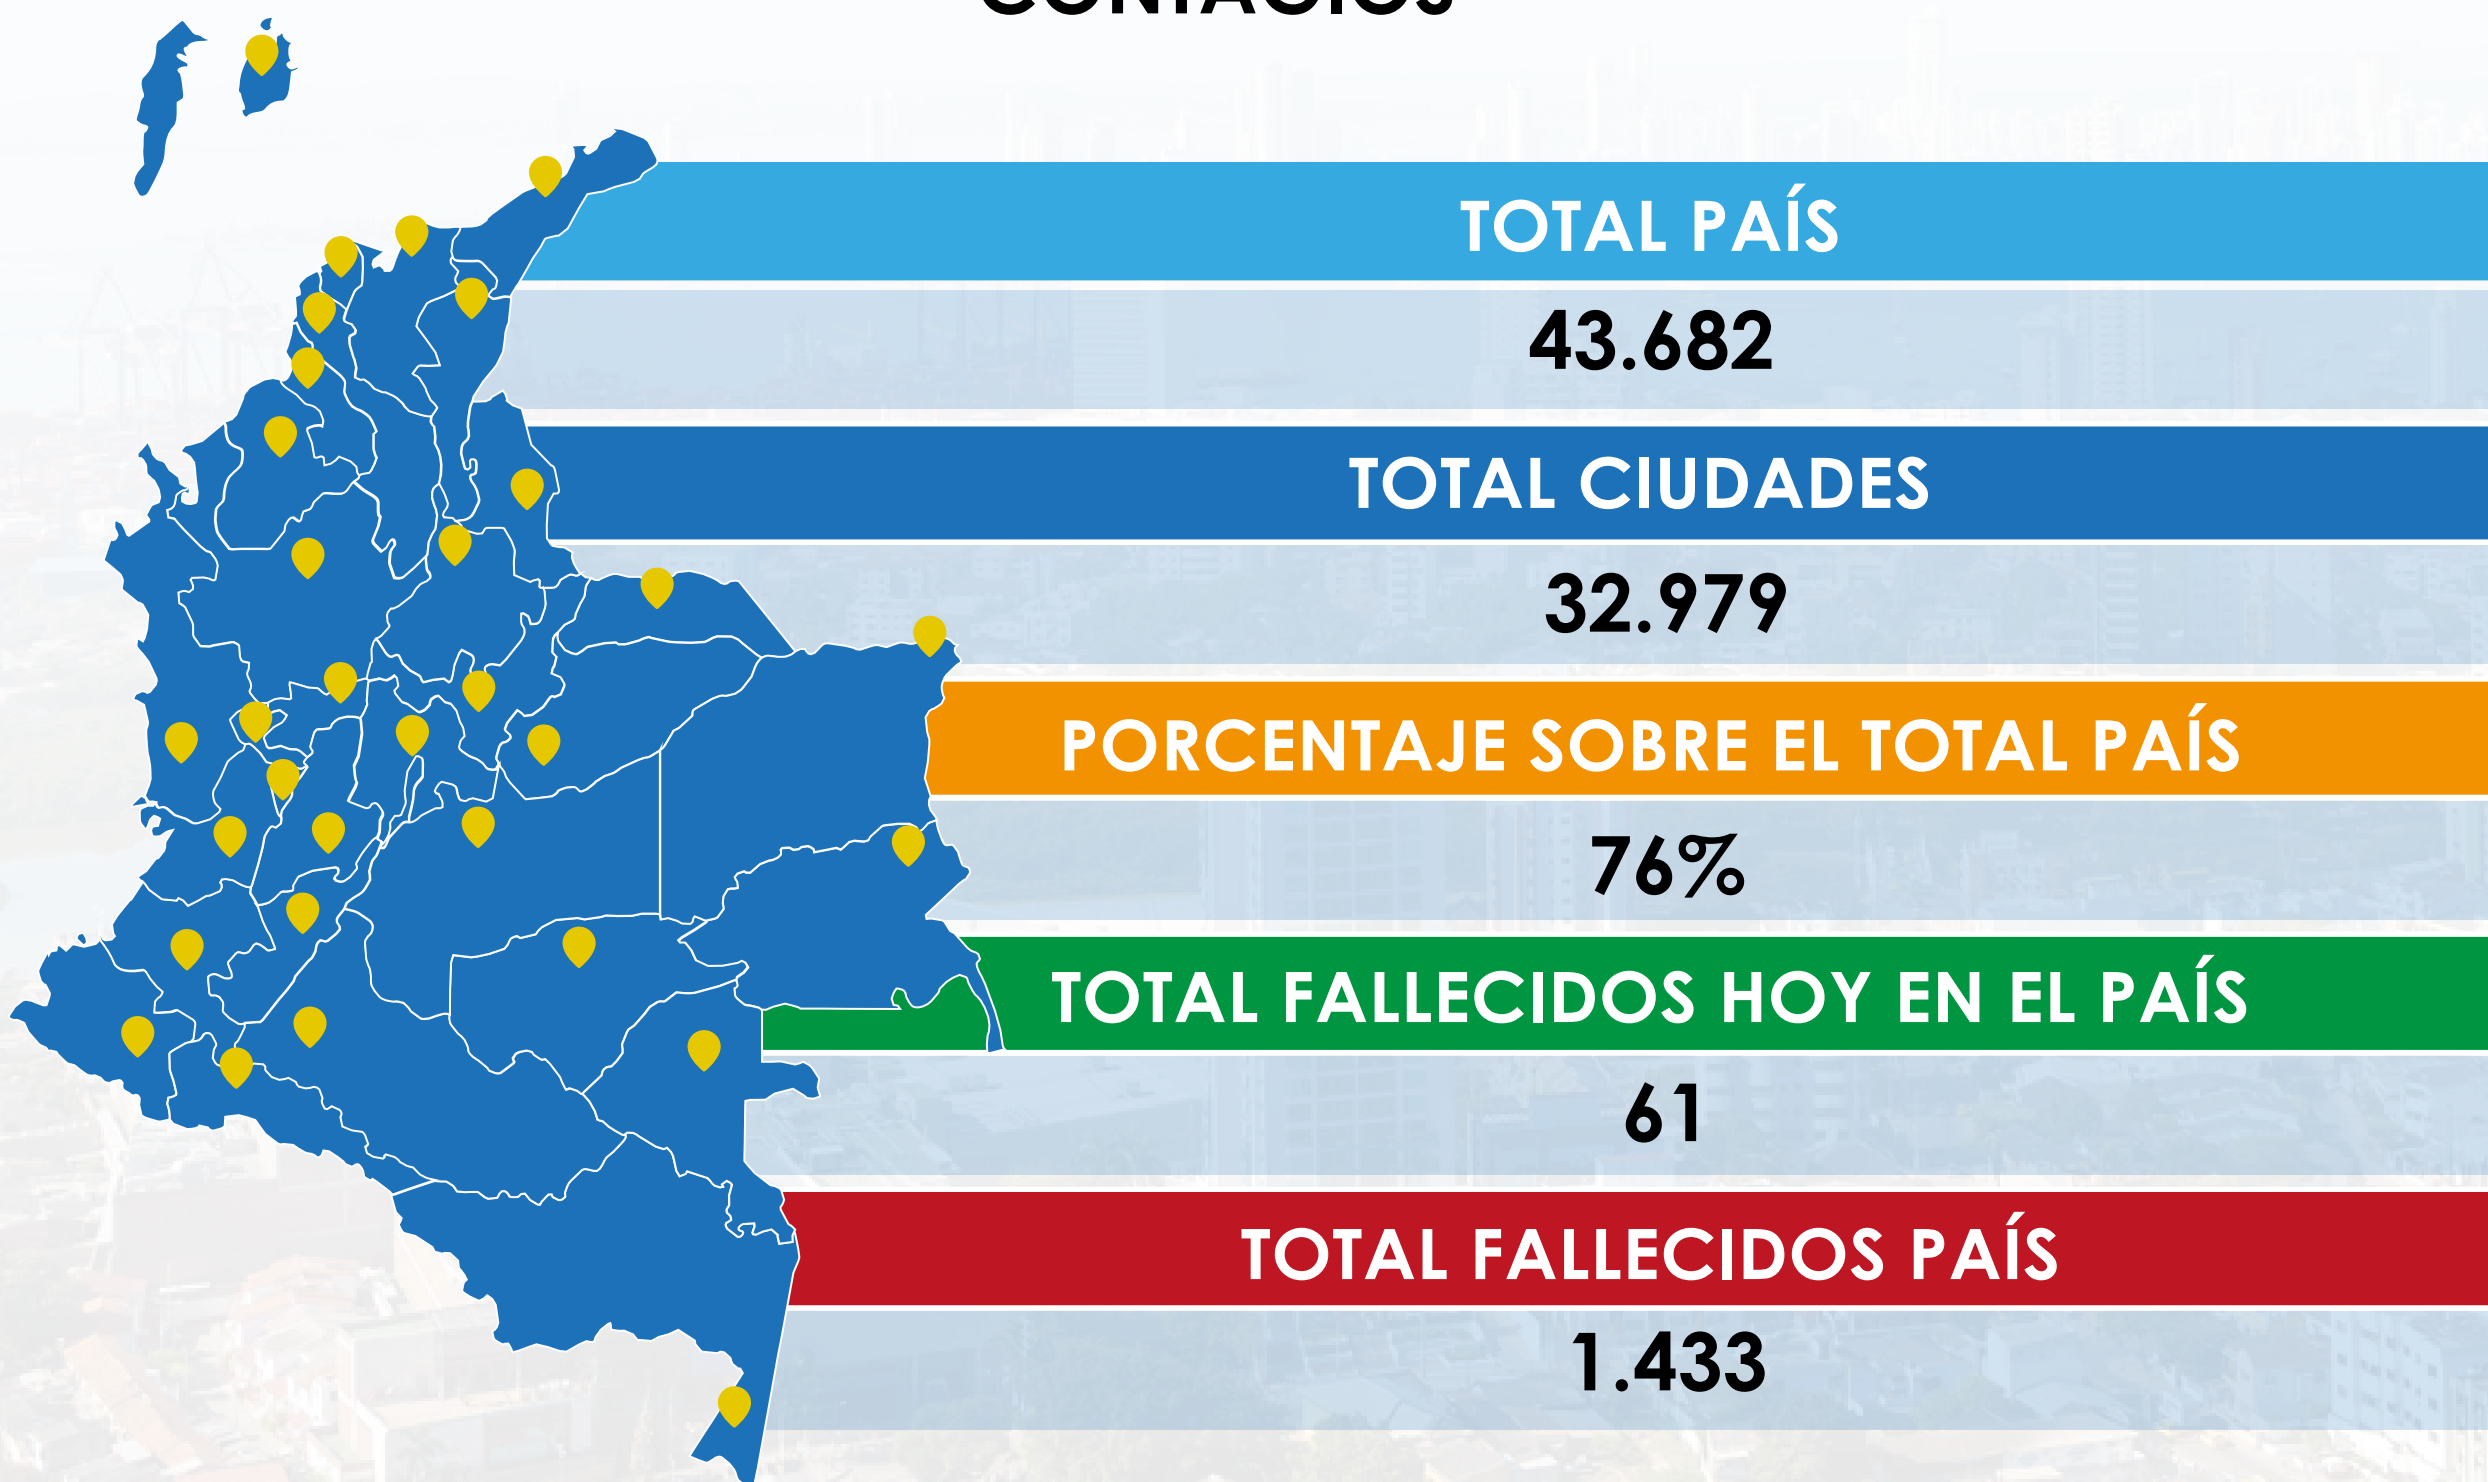 CONTAGIOS
TOTAL PAÍS
43.682
TOTAL CIUDADES
32.979
PORCENTAJE SOBRE EL TOTAL PAÍS
76%
TOTAL FALLECIDOS HOY EN EL PAÍS
61
TOTAL FALLECIDOS PAÍS
1.433